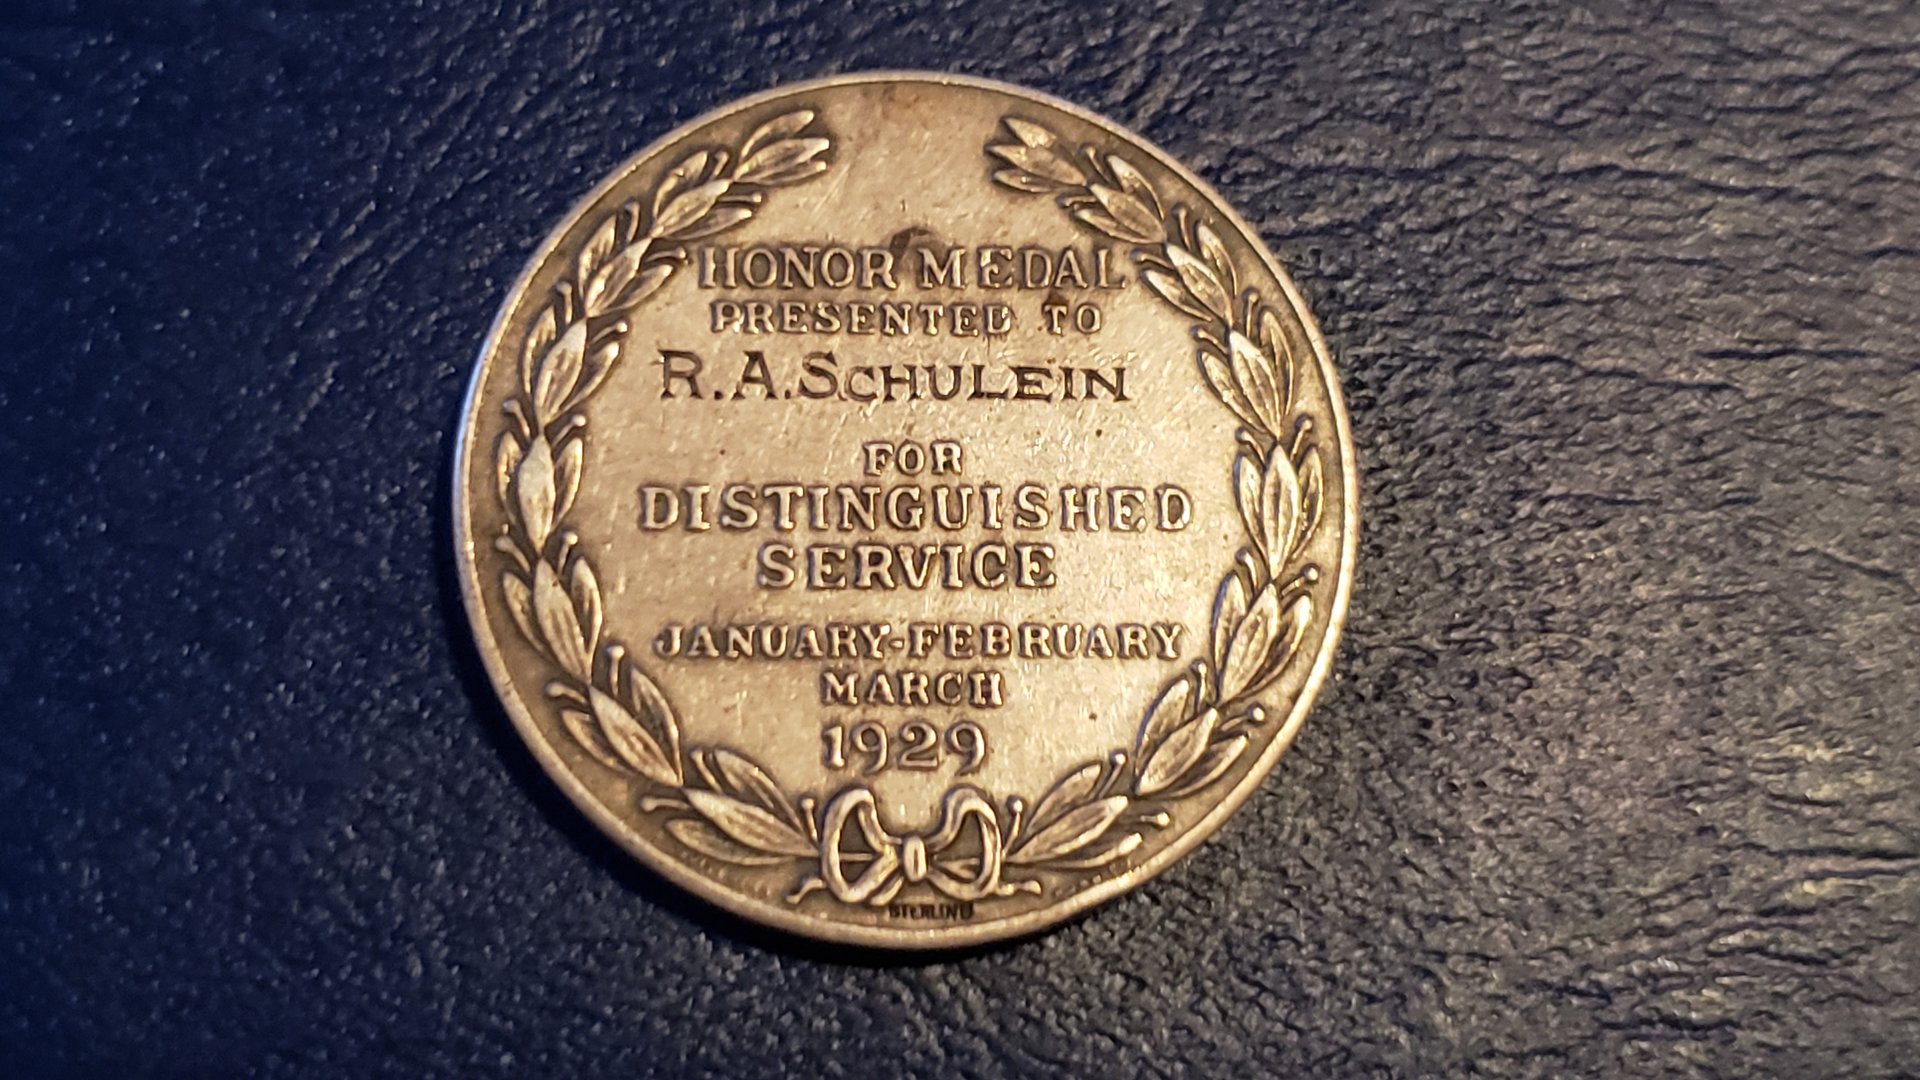 HONOR MEDAL
PRESENTED TO
R.A.SCHULEIN
FOR
DISTINGUISHED
SERVICE
JANUARY-FEBRUARY
MARCH
1929
STERLING